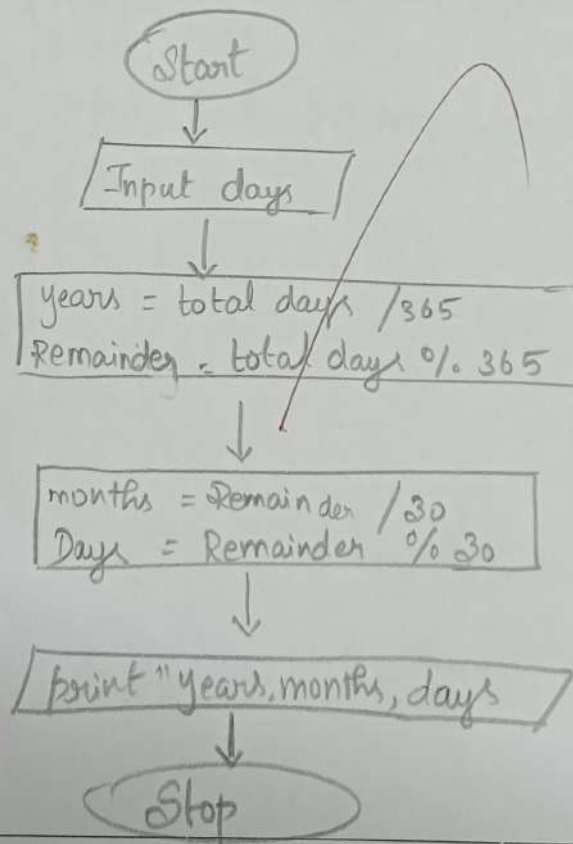 Start
Input days
years = total days /365
Remainder = total days % 365
months = Remainder /30
Days = Remainder % 30
print "years, months, days
Stop